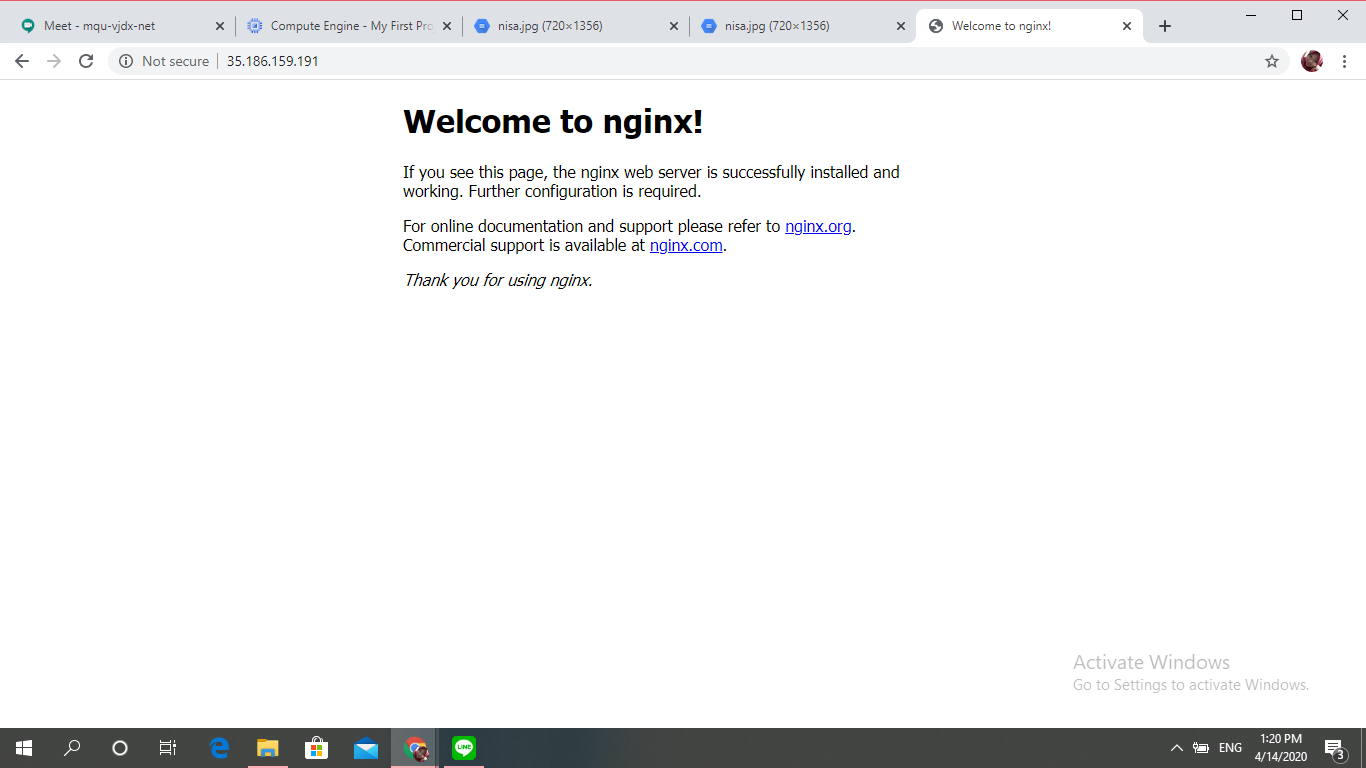 Meet - mqu-vjdx-net
Compute Engine - My First Pro
nisa.jpg (720×1356)
nisa.jpg (720×1356)
Welcome to nginx!
Not secure
35.186.159.191
Welcome to nginx!
If you see this page, the nginx web server is successfully installed and
working. Further configuration is required.
For online documentation and support please refer to nginx.org.
Commercial support is available at nginx.com.
Thank you for using nginx.
Activate Windows
Go to Settings to activate Windows.
LINE
ENG
1:20 PM
4/14/2020
3